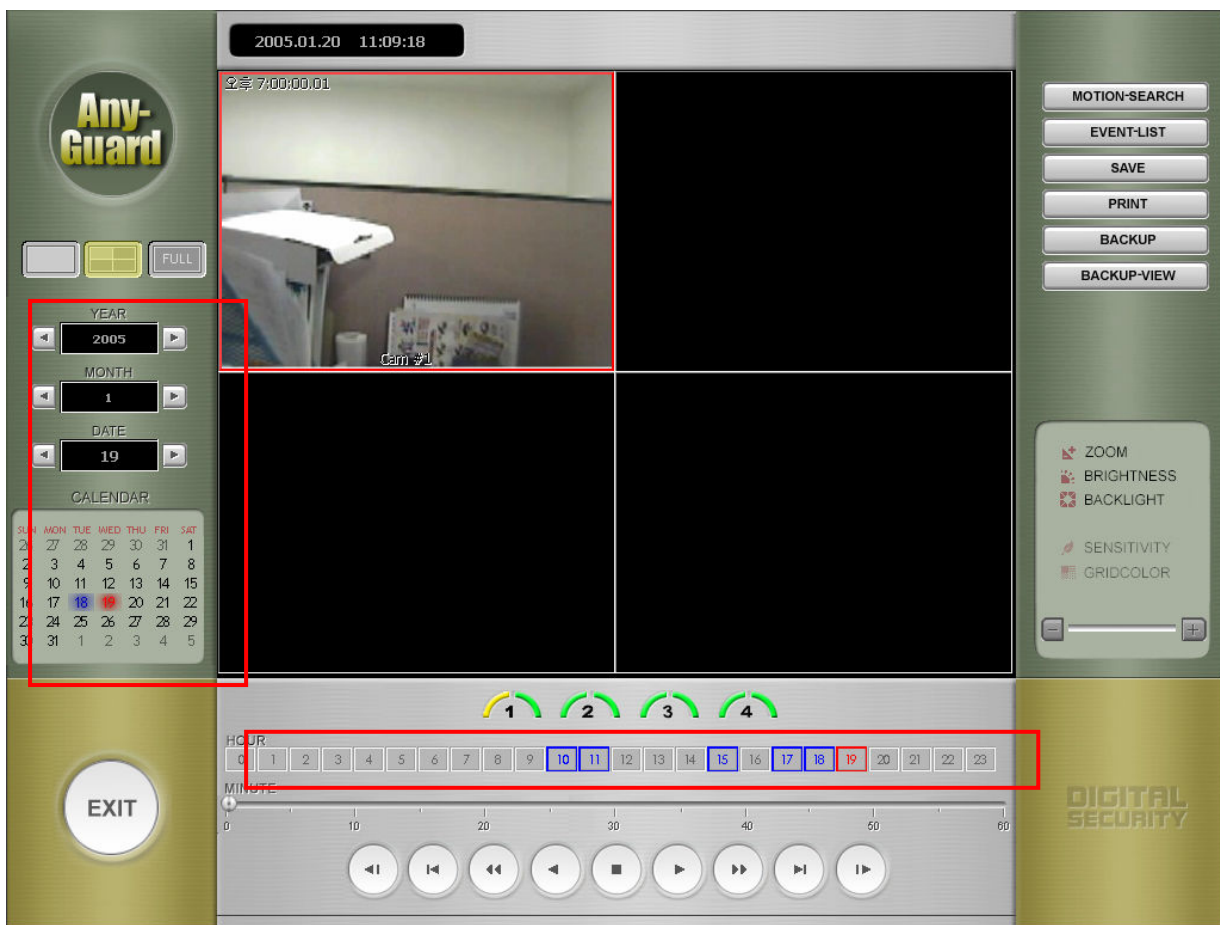 2005.01.20 11:09:18
Any-
Guard
FULL
YEAR
2005
MONTH
1
DATE
19
CALENDAR
SUN MON TUE WED THU FRI SAT
26 27 28 29 30 31 1
2 3 4 5 6 7 8
9 10 11 12 13 14 15
16 17 18 19 20 21 22
23 24 25 26 27 28 29
30 31 1 2 3 4 5
EXIT
오후 7:00:00.01
Cam #1
1 2 3 4
HOUR
0 1 2 3 4 5 6 7 8 9 10 11 12 13 14 15 16 17 18 19 20 21 22 23
MINUTE
0 10 20 30 40 50 60
MOTION-SEARCH
EVENT-LIST
SAVE
PRINT
BACKUP
BACKUP-VIEW
ZOOM
BRIGHTNESS
BACKLIGHT
SENSITIVITY
GRIDCOLOR
DIGITAL
SECURITY